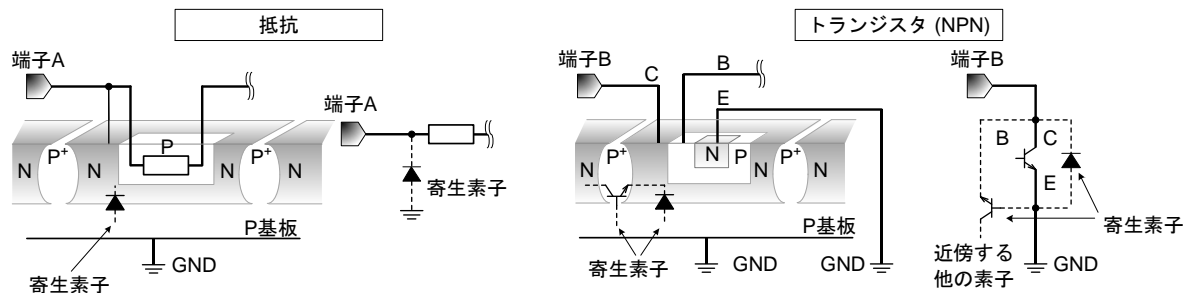 抵抗
端子A
N
P+
N
P
N
P+
N
P基板
GND
寄生素子
端子A
寄生素子
トランジスタ (NPN)
端子B
C
B
E
N
P+
N
N
P
N
P+
N
P基板
寄生素子
GND
GND
端子B
B
C
E
寄生素子
近傍する
他の素子
GND